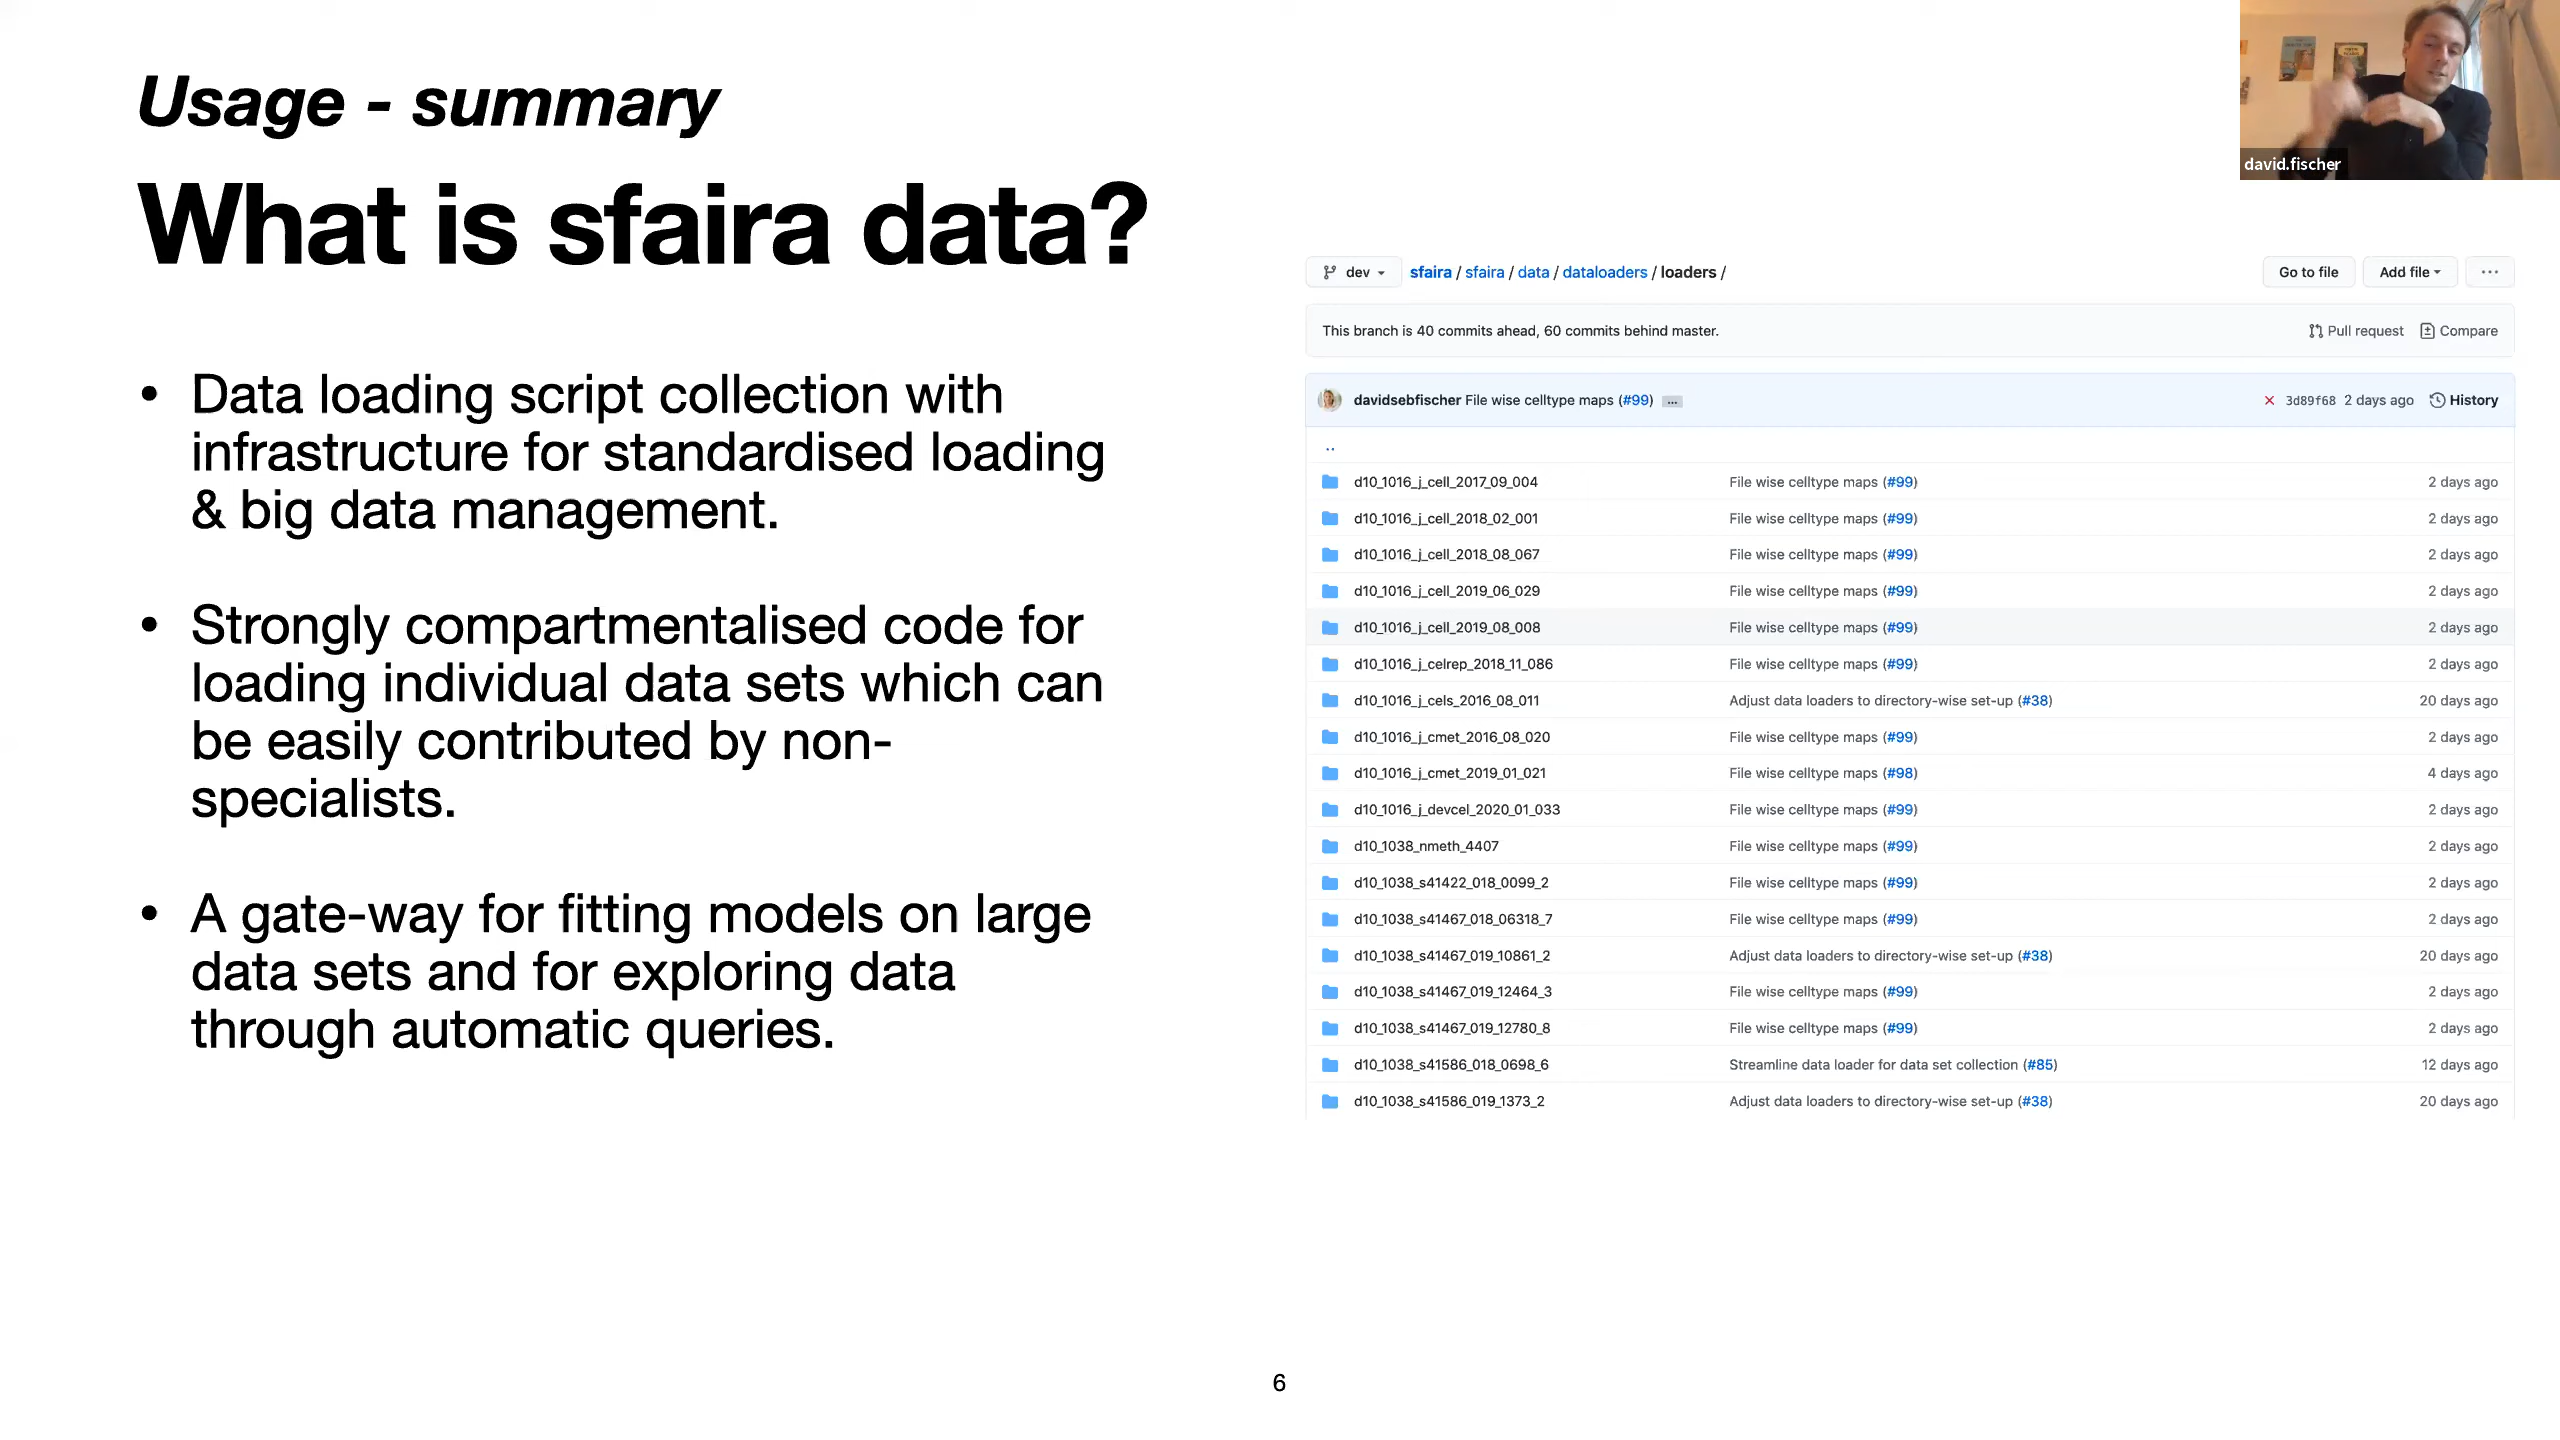 Usage - summary
What is sfaira data?
• Data loading script collection with
infrastructure for standardised loading
& big data management.
• Strongly compartmentalised code for
loading individual data sets which can
be easily contributed by non-
specialists.
• A gate-way for fitting models on large
data sets and for exploring data
through automatic queries.
david.fischer
dev sfaira / sfaira / data / dataloaders / loaders / Go to file Add file ...
This branch is 40 commits ahead, 60 commits behind master. Pull request Compare
davidsebfischer File wise celltype maps (#99) ... 3d89f68 2 days ago History
..
d10_1016_j_cell_2017_09_004 File wise celltype maps (#99) 2 days ago
d10_1016_j_cell_2018_02_001 File wise celltype maps (#99) 2 days ago
d10_1016_j_cell_2018_08_067 File wise celltype maps (#99) 2 days ago
d10_1016_j_cell_2019_06_029 File wise celltype maps (#99) 2 days ago
d10_1016_j_cell_2019_08_008 File wise celltype maps (#99) 2 days ago
d10_1016_j_celrep_2018_11_086 File wise celltype maps (#99) 2 days ago
d10_1016_j_cels_2016_08_011 Adjust data loaders to directory-wise set-up (#38) 20 days ago
d10_1016_j_cmet_2016_08_020 File wise celltype maps (#99) 2 days ago
d10_1016_j_cmet_2019_01_021 File wise celltype maps (#98) 4 days ago
d10_1016_j_devcel_2020_01_033 File wise celltype maps (#99) 2 days ago
d10_1038_nmeth_4407 File wise celltype maps (#99) 2 days ago
d10_1038_s41422_018_0099_2 File wise celltype maps (#99) 2 days ago
d10_1038_s41467_018_06318_7 File wise celltype maps (#99) 2 days ago
d10_1038_s41467_019_10861_2 Adjust data loaders to directory-wise set-up (#38) 20 days ago
d10_1038_s41467_019_12464_3 File wise celltype maps (#99) 2 days ago
d10_1038_s41467_019_12780_8 File wise celltype maps (#99) 2 days ago
d10_1038_s41586_018_0698_6 Streamline data loader for data set collection (#85) 12 days ago
d10_1038_s41586_019_1373_2 Adjust data loaders to directory-wise set-up (#38) 20 days ago
6